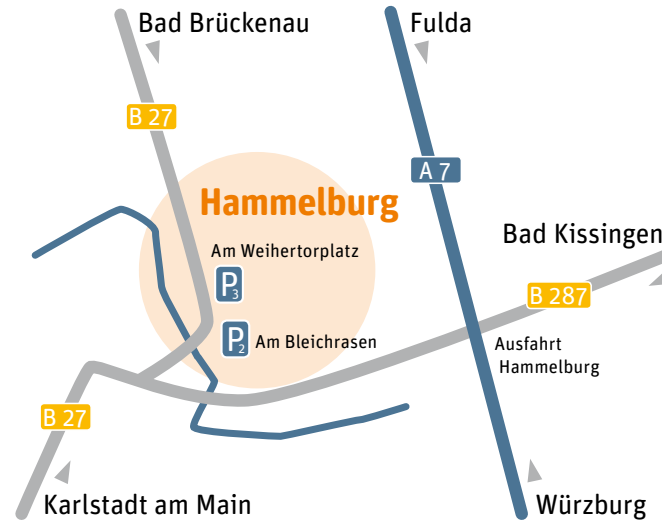 Bad Brückenau
Fulda
B 27
A 7
Hammelburg
Am Weihertorplatz
P3
Bad Kissingen
B 287
P2 Am Bleichrasen
Ausfahrt
Hammelburg
B 27
Karlstadt am Main
Würzburg